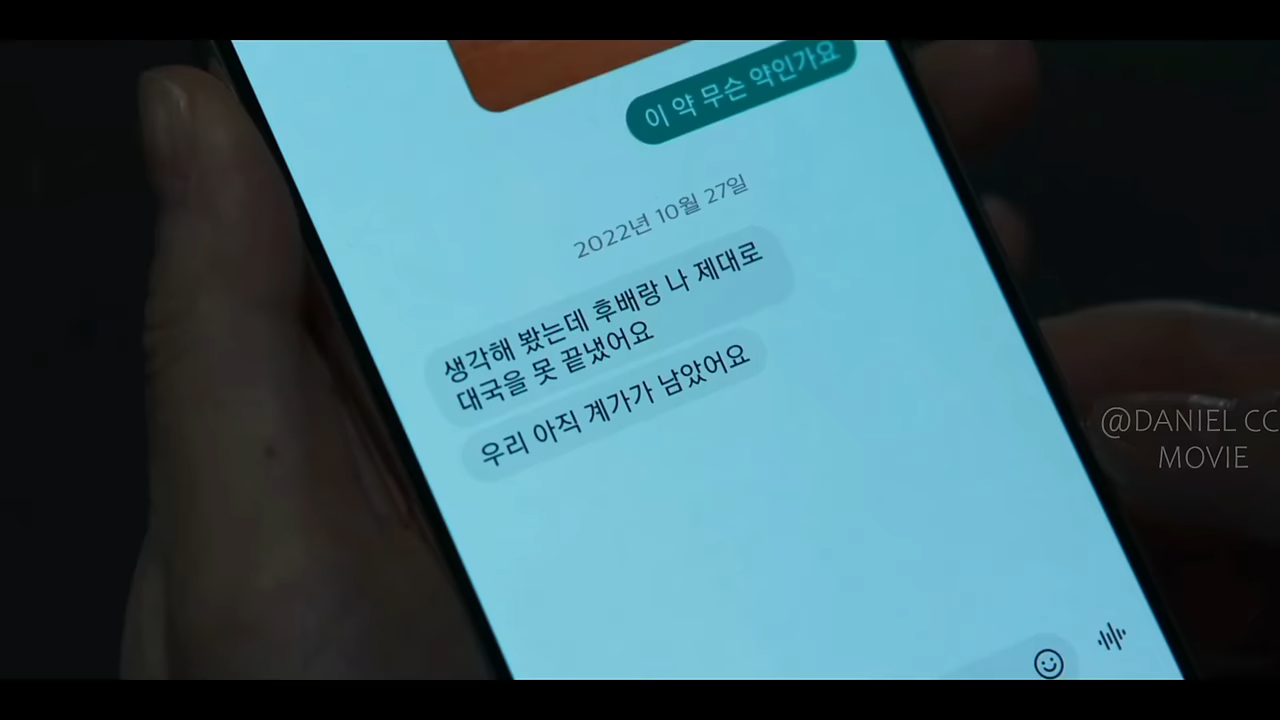 이 약 무슨 약인가요
2022년 10월 27일
생각해 봤는데 후배랑 나 제대로
대국을 못 끝냈어요
우리 아직 계가가 남았어요
@DANIEL CC
MOVIE